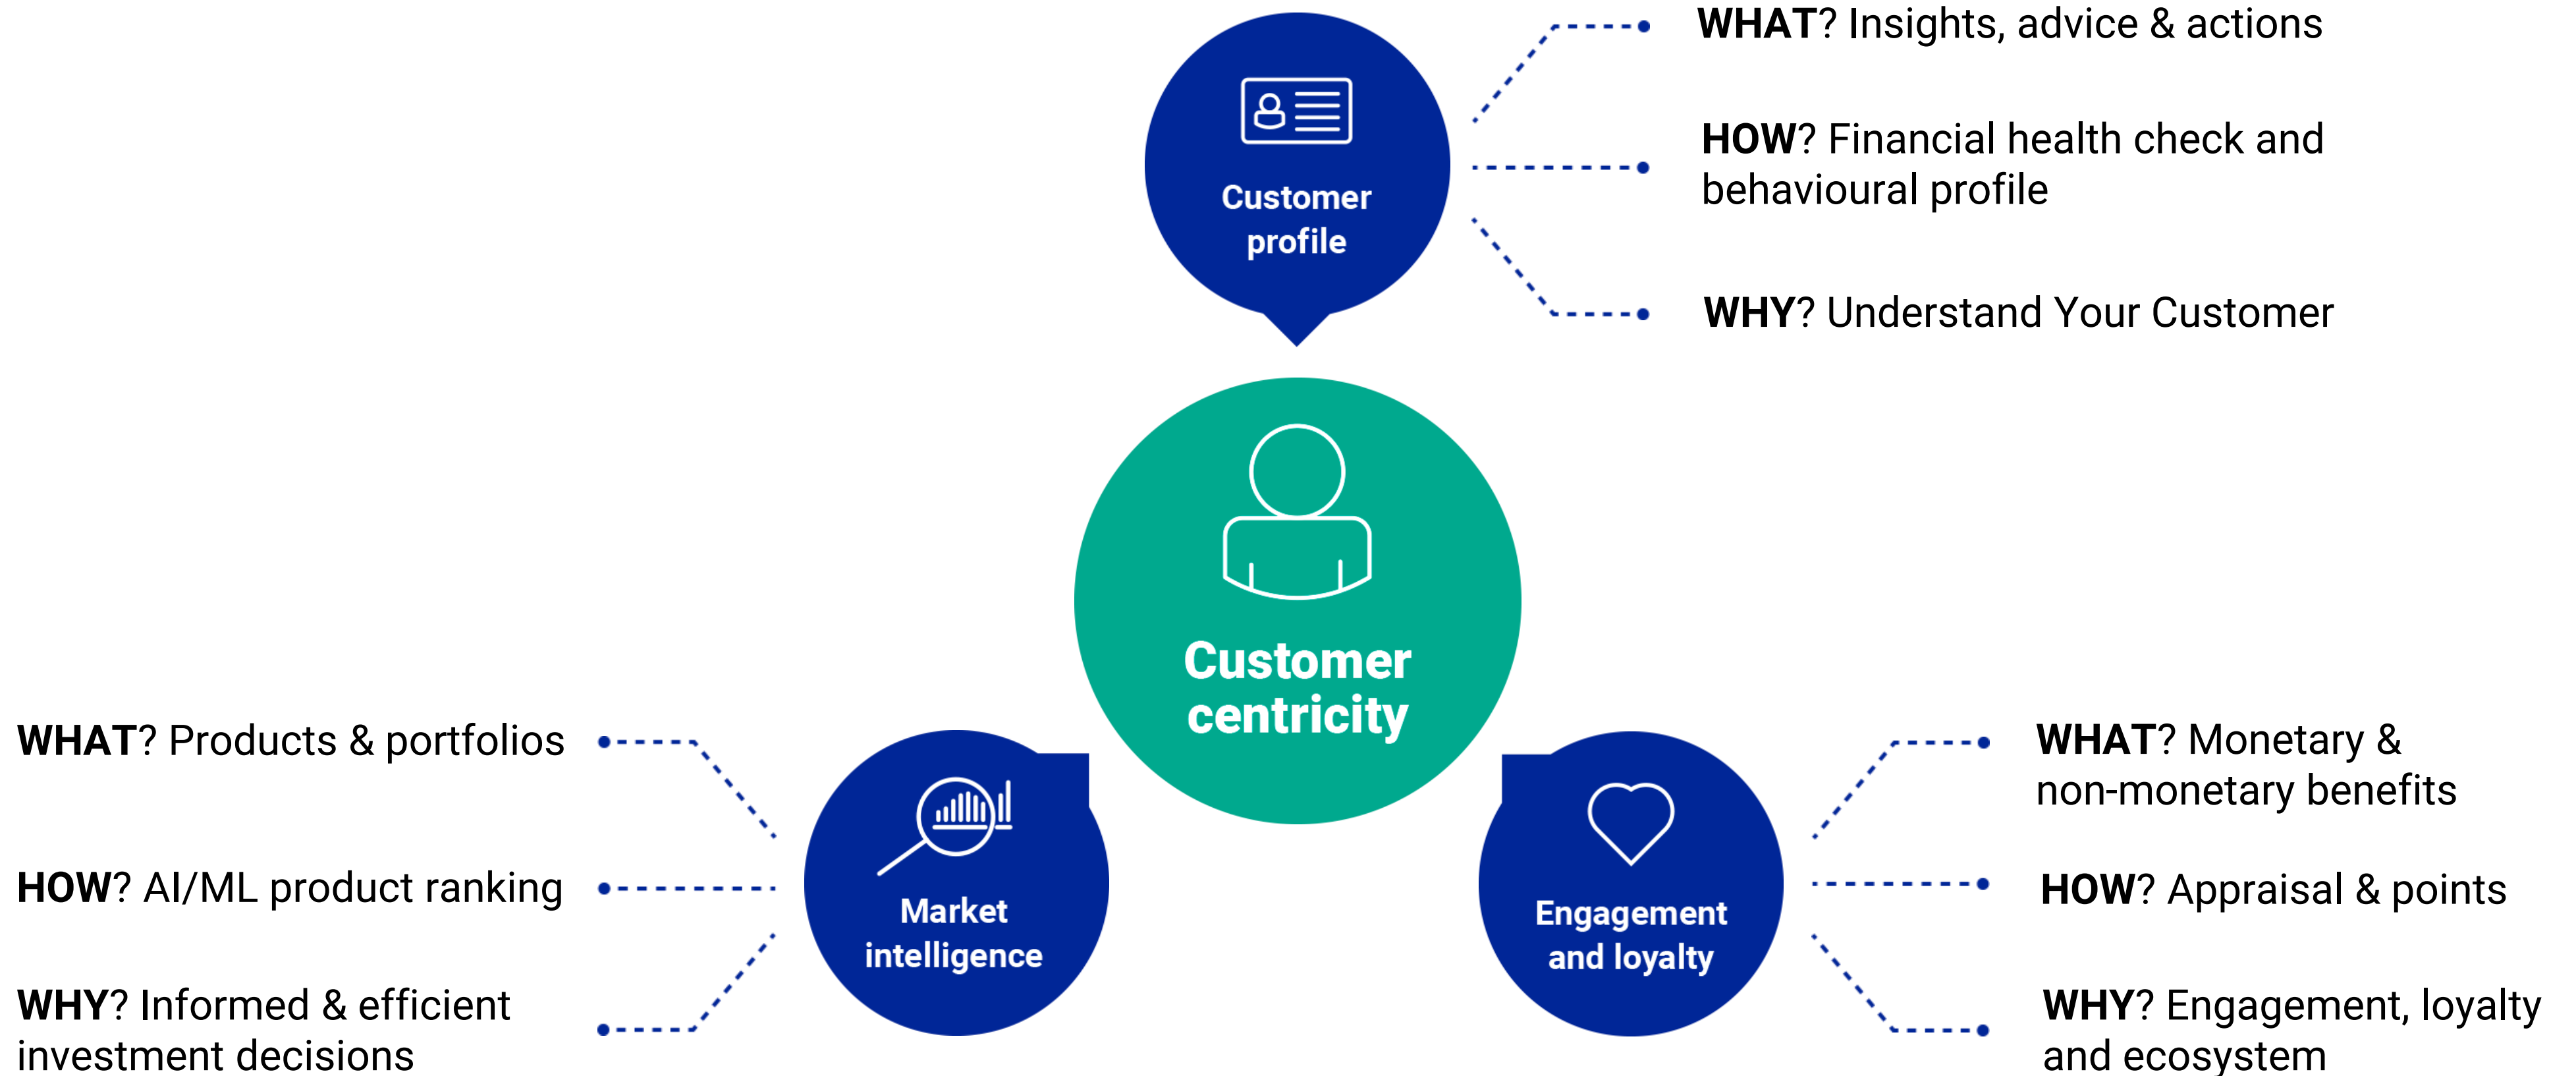 WHAT? Insights, advice & actions
HOW? Financial health check and
behavioural profile
WHY? Understand Your Customer
Customer
profile
Customer
centricity
WHAT? Products & portfolios
HOW? AI/ML product ranking
WHY? Informed & efficient
investment decisions
Market
intelligence
Engagement
and loyalty
WHAT? Monetary &
non-monetary benefits
HOW? Appraisal & points
WHY? Engagement, loyalty
and ecosystem